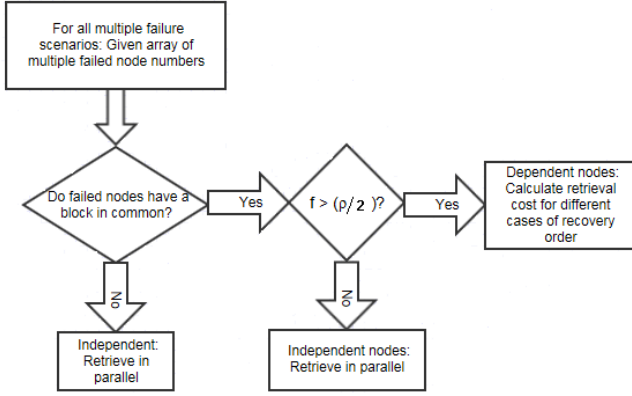 For all multiple failure
scenarios: Given array of
multiple failed node numbers
Do failed nodes have a
block in common?
Yes
f > (ρ/2 )?
Yes
Dependent nodes:
Calculate retrieval
cost for different
cases of recovery
order
No
No
Independent:
Retrieve in
parallel
Independent nodes:
Retrieve in parallel